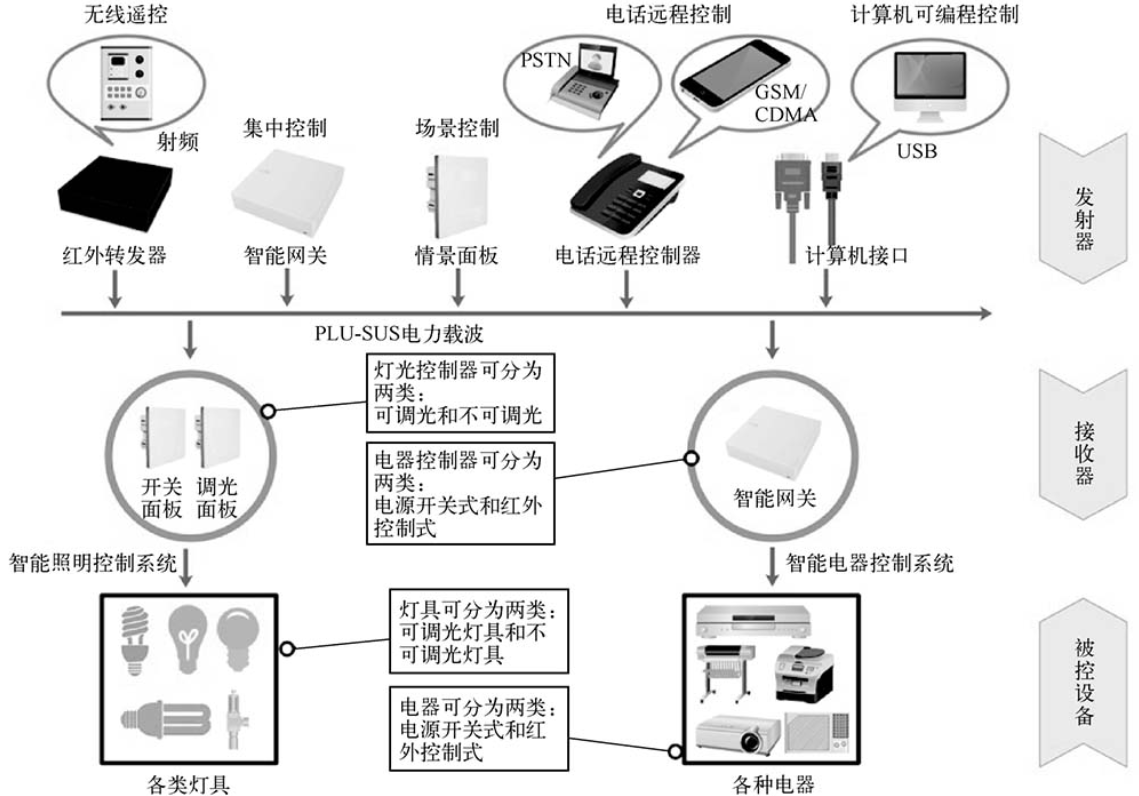 无线遥控
电话远程控制
计算机可编程控制
PSTN
GSM/
CDMA
射频
集中控制
场景控制
USB
红外转发器
智能网关
情景面板
电话远程控制器
计算机接口
发射器
PLU-SUS电力载波
灯光控制器可分为
两类：
可调光和不可调光
电器控制器可分为
两类：
电源开关式和红外
控制式
开关
面板
调光
面板
智能网关
接收器
智能照明控制系统
智能电器控制系统
灯具可分为两类：
可调光灯具和不
可调光灯具
电器可分为两类：
电源开关式和红
外控制式
被控设备
各类灯具
各种电器